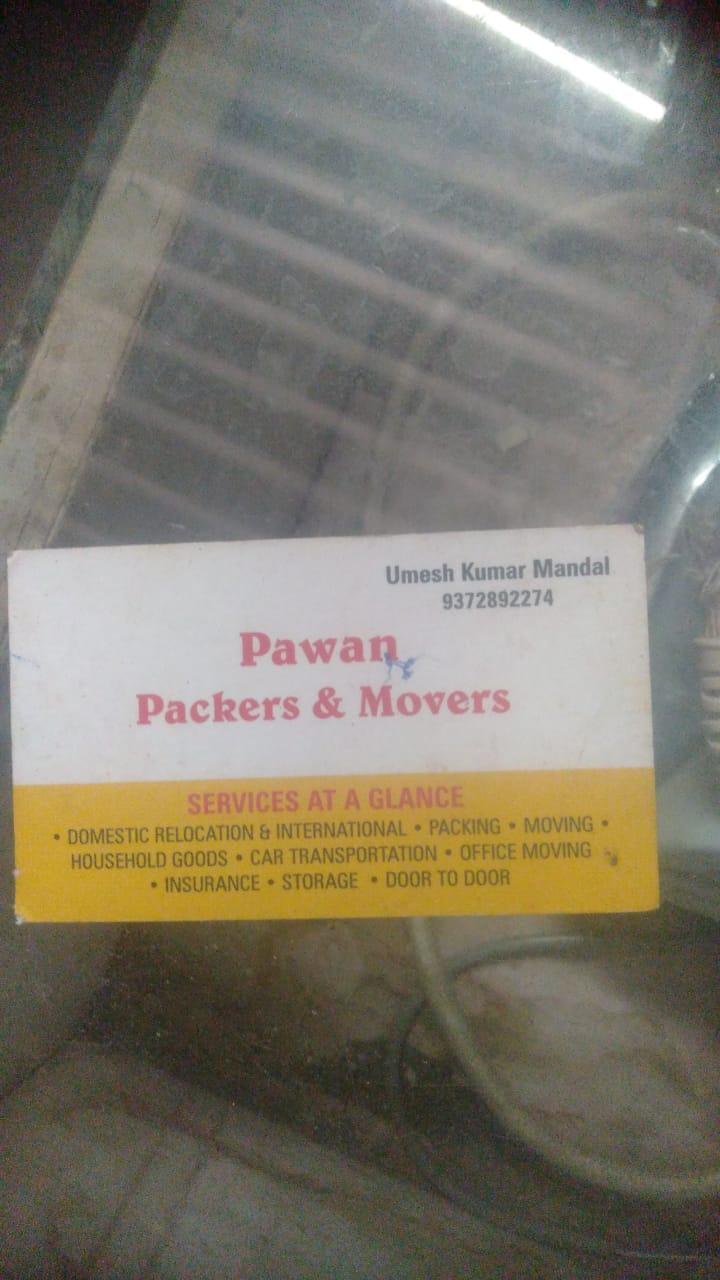 Umesh Kumar Mandal
9372892274
Pawan
Packers & Movers
SERVICES AT A GLANCE
• DOMESTIC RELOCATION & INTERNATIONAL • PACKING • MOVING •
HOUSEHOLD GOODS • CAR TRANSPORTATION • OFFICE MOVING
• INSURANCE • STORAGE • DOOR TO DOOR